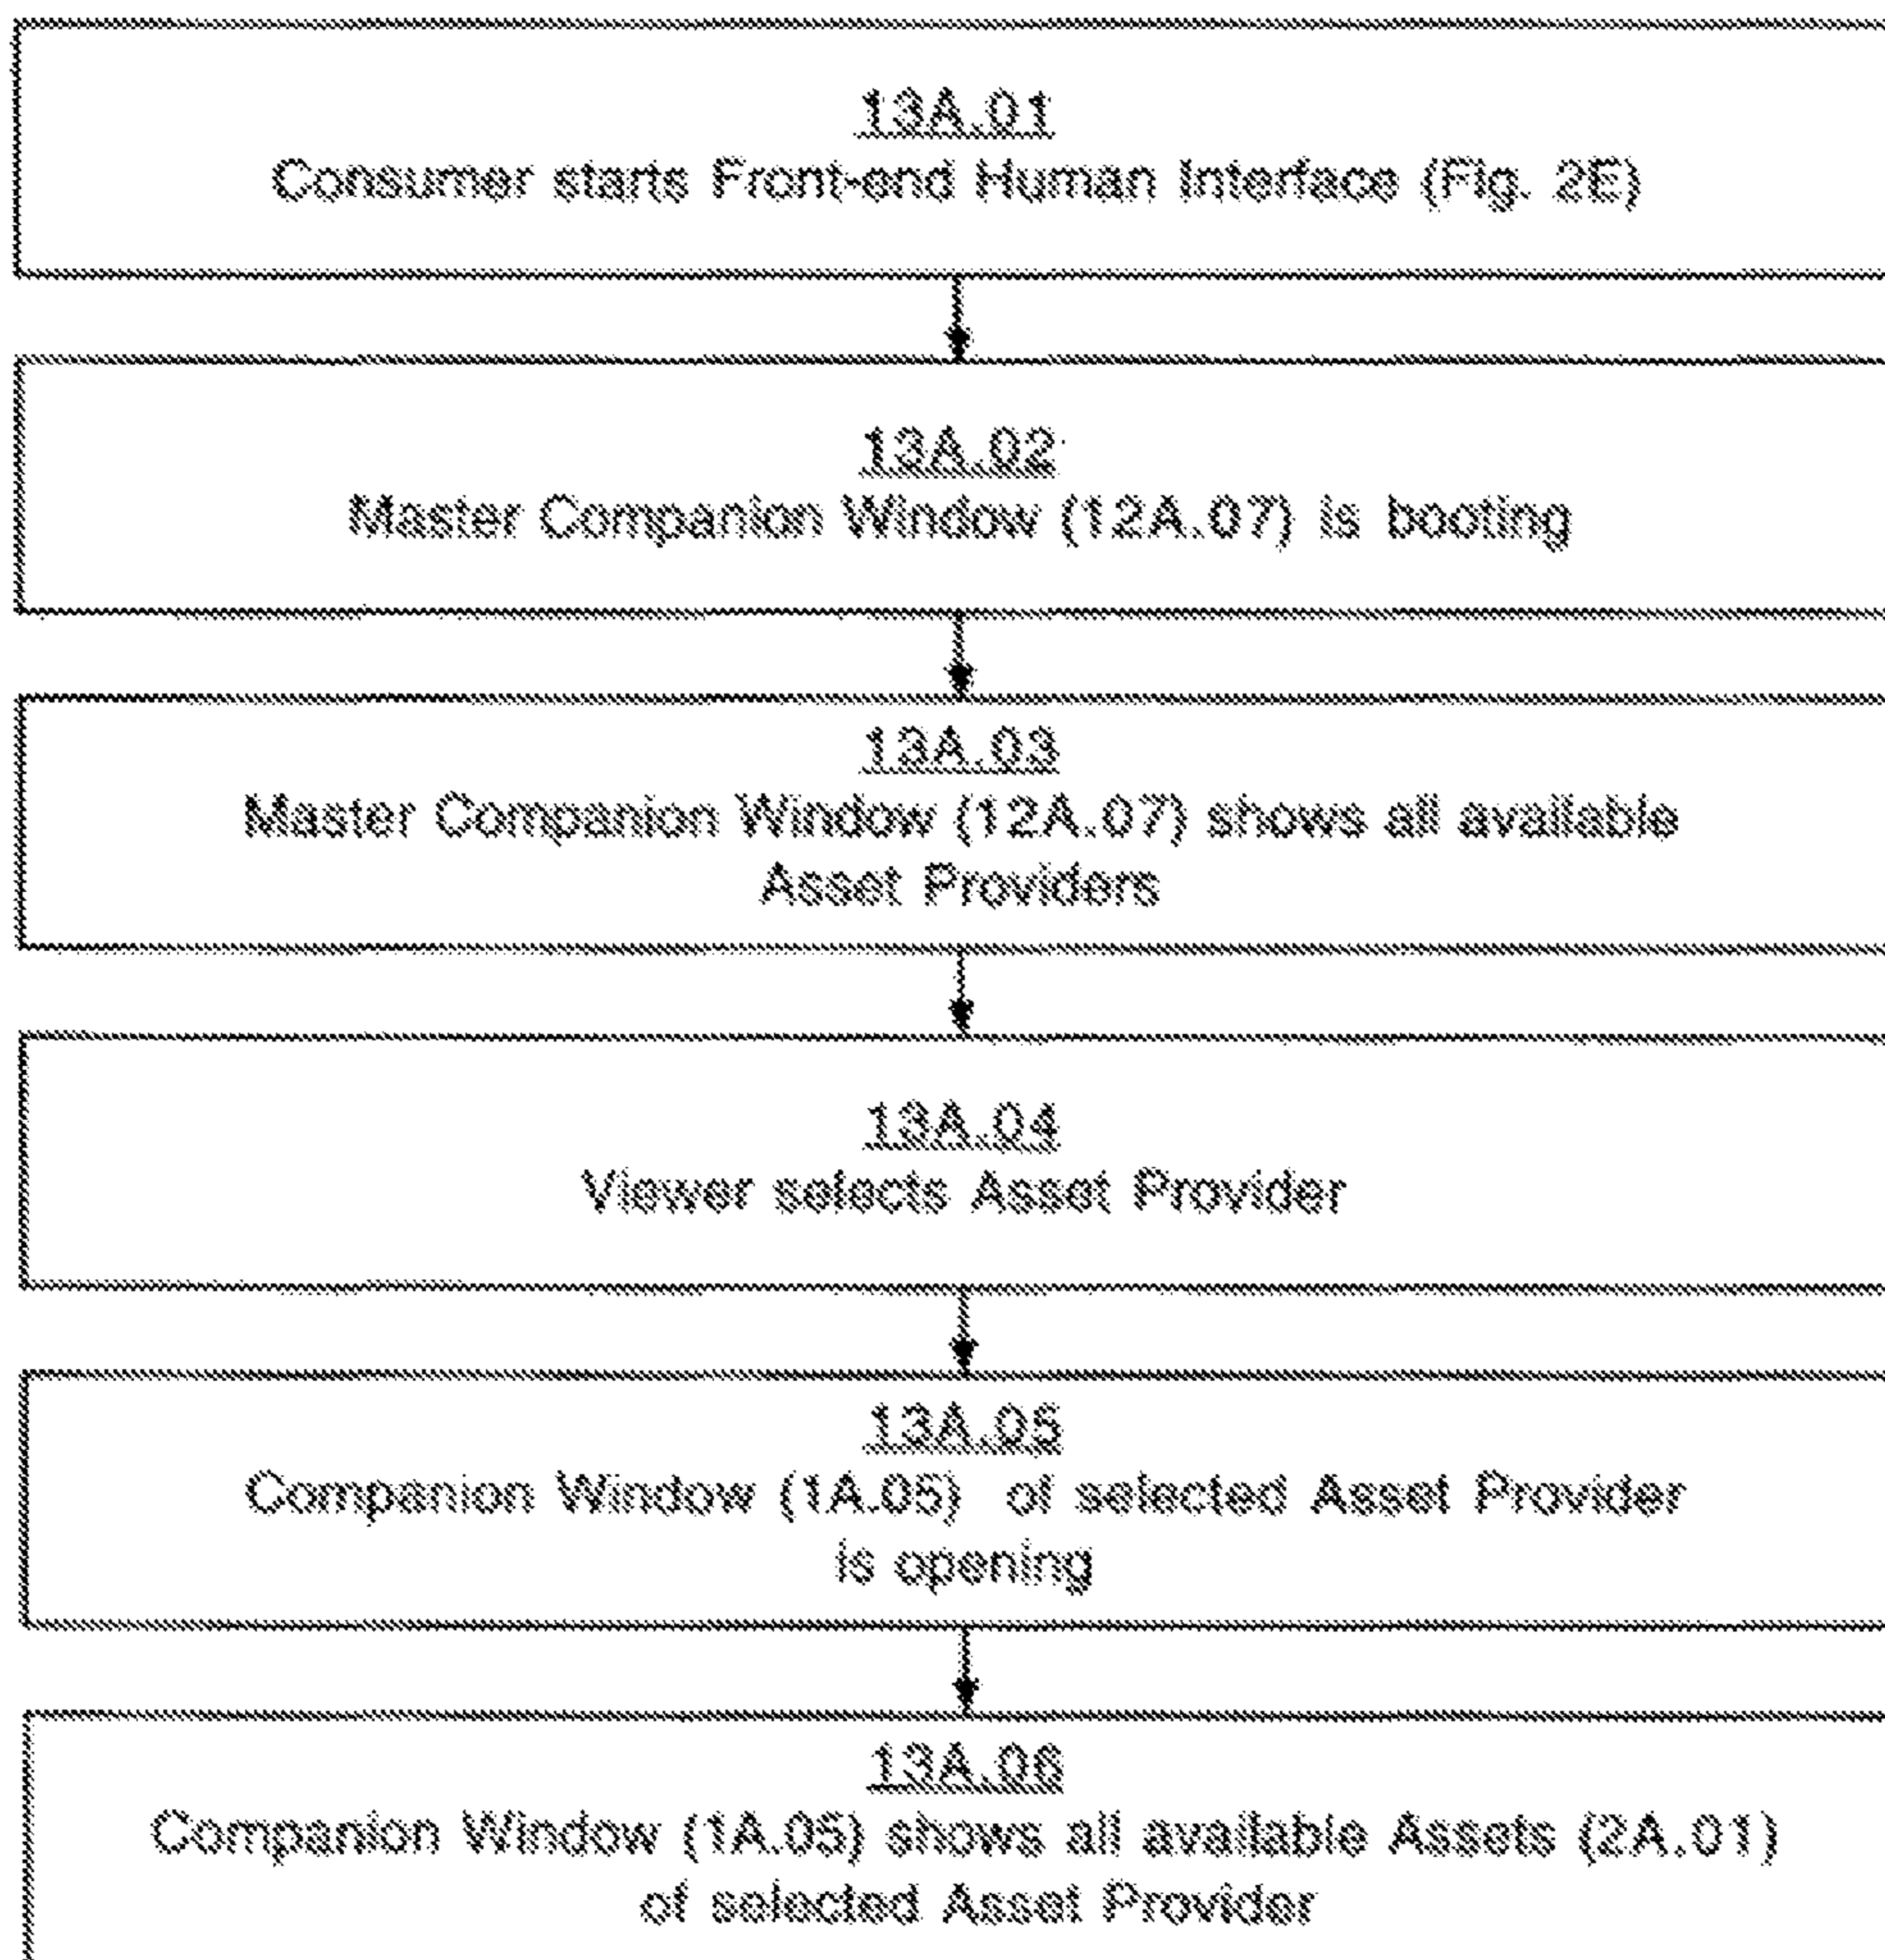 13A.01
Consumer starts Front-end Human Interface (Fig. 2E)
13A.02
Master Companion Window (12A.07) is booting
13A.03
Master Companion Window (12A.07) shows all available
Asset Providers
13A.04
Viewer selects Asset Provider
13A.05
Companion Window (1A.05) of selected Asset Provider
is opening
13A.06
Companion Window (1A.05) shows all available Assets (2A.01)
of selected Asset Provider